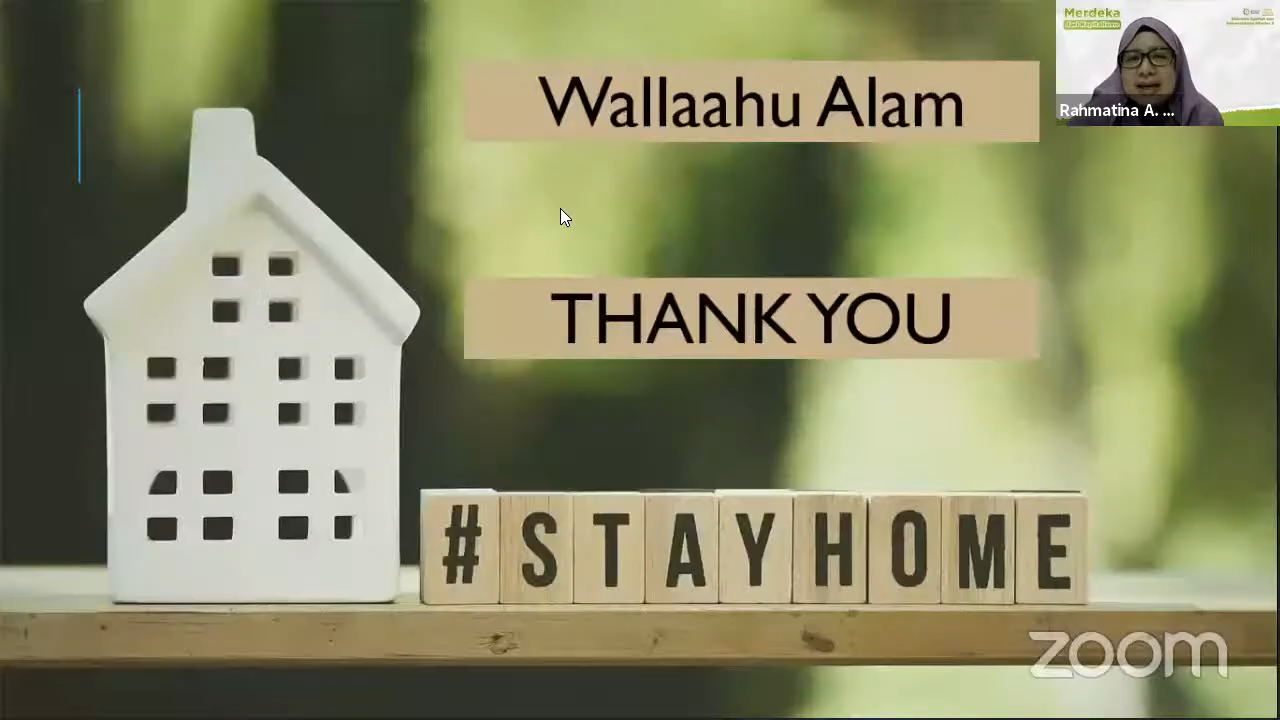 Wallaahu Alam
THANK YOU
#STAYHOME
Merdeka
Rahmatina A. ...
zoom